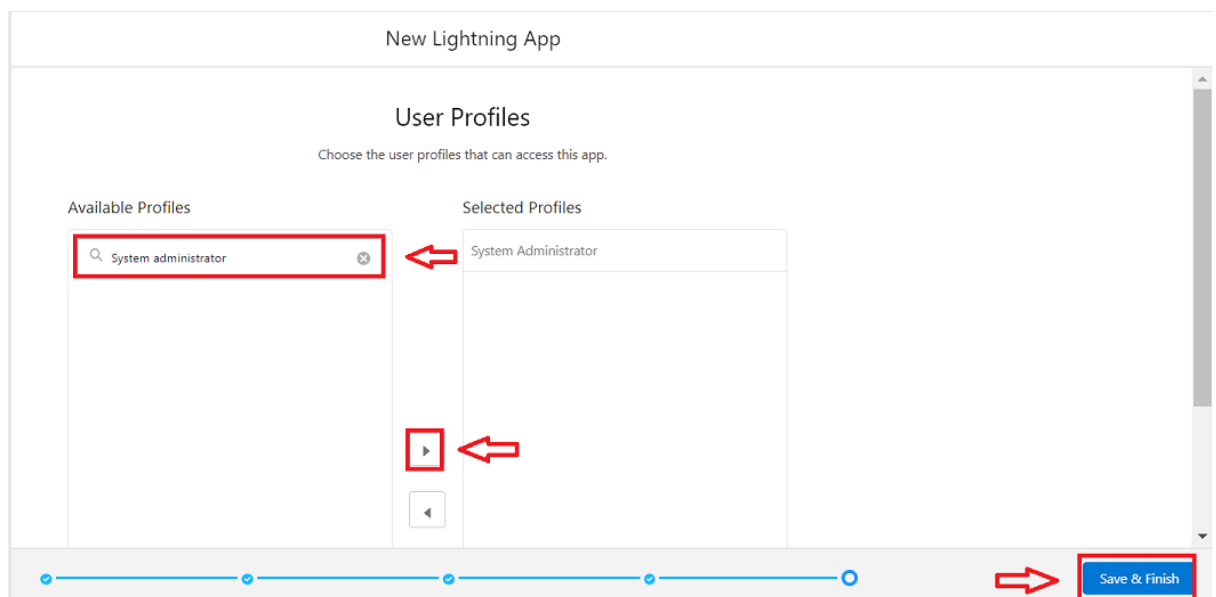 New Lightning App
User Profiles
Choose the user profiles that can access this app.
Available Profiles
Selected Profiles
System administrator
System Administrator
Save & Finish